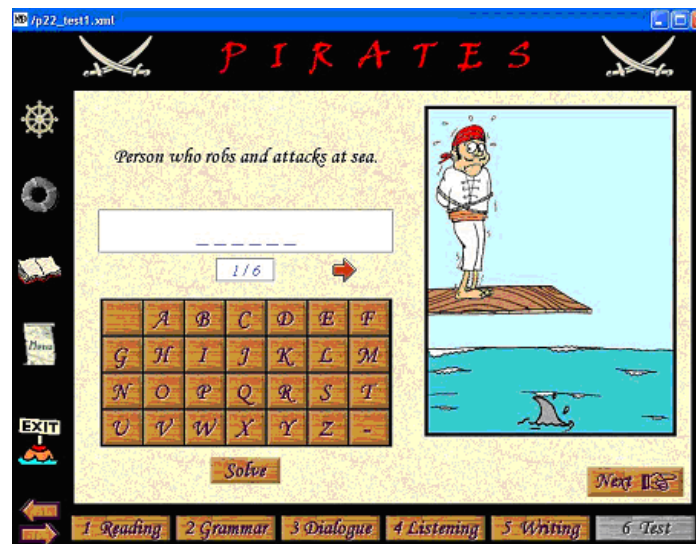 /p22_test1.xml
PIRATES
Person who robs and attacks at sea.
_ _ _ _ _ _
1 / 6
A B C D E F
G H I J K L M
N O P Q R S T
U V W X Y Z -
Solve
Menu
EXIT
Next
1 Reading 2 Grammar 3 Dialogue 4 Listening 5 Writing 6 Test